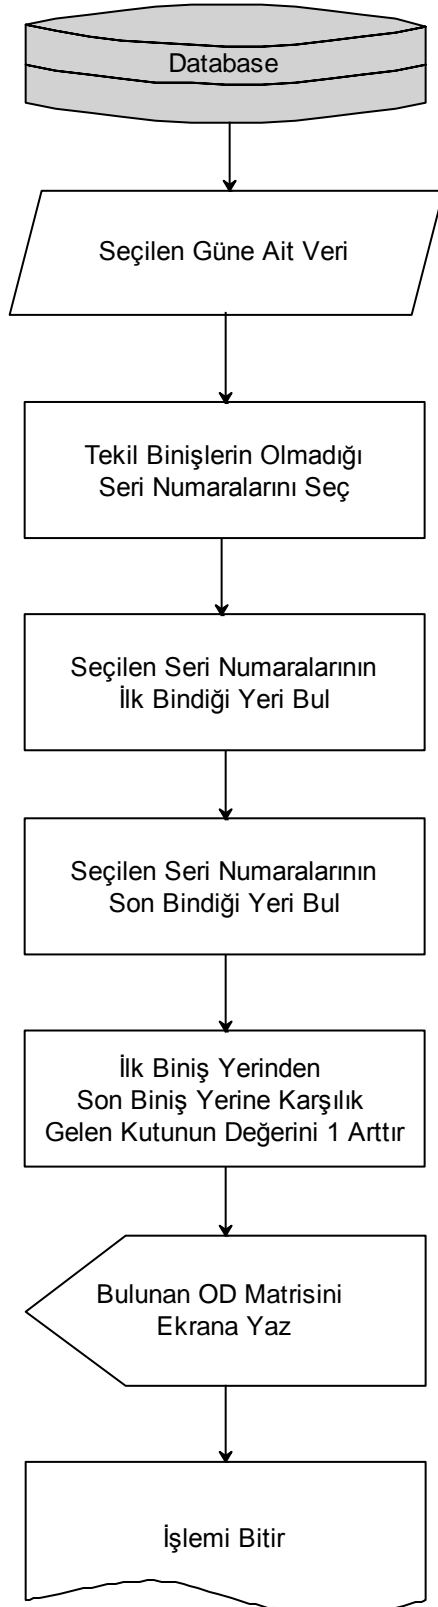 Database
Seçilen Güne Ait Veri
Tekil Binişlerin Olmadığı
Seri Numaralarını Seç
Seçilen Seri Numaralarının
İlk Bindiği Yeri Bul
Seçilen Seri Numaralarının
Son Bindiği Yeri Bul
İlk Biniş Yerinden
Son Biniş Yerine Karşılık
Gelen Kutunun Değerini 1 Arttır
Bulunan OD Matrisini
Ekrana Yaz
İşlemi Bitir